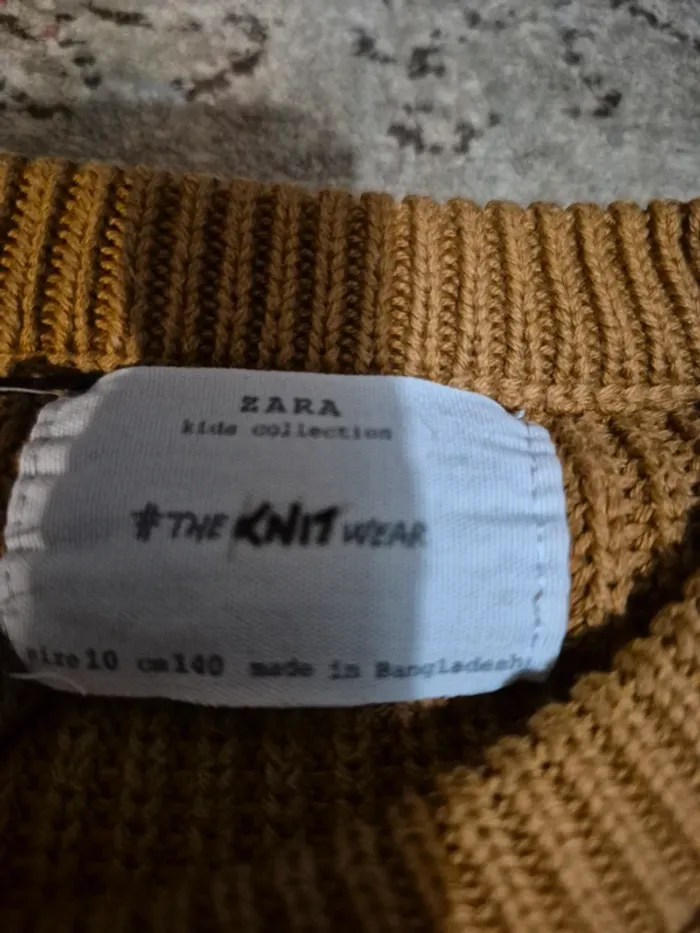 ZARA
kids collection
#THE KNIT WEAR
size 10 cm 140 made in Bangladesh